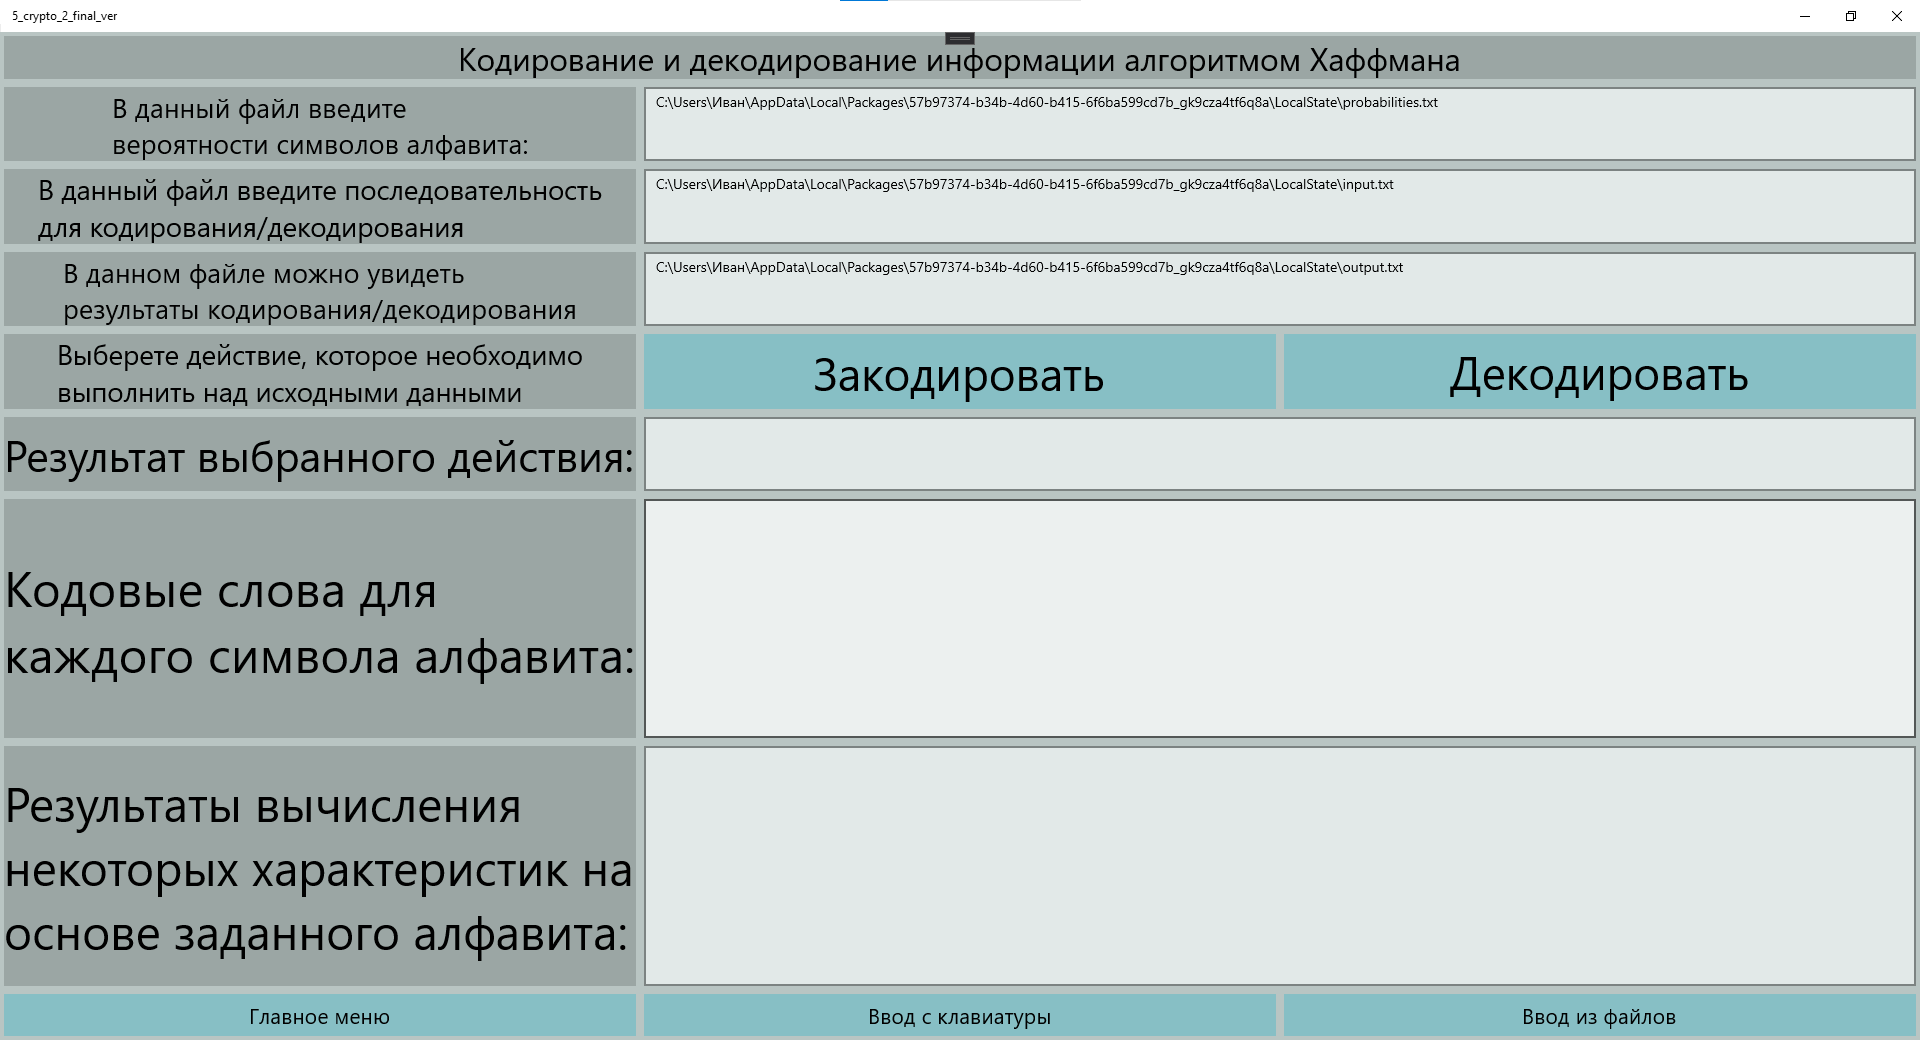 5_crypto_2_final_ver
Кодирование и декодирование информации алгоритмом Хаффмана
В данный файл введите
вероятности символов алфавита:
C:\Users\Иван\AppData\Local\Packages\57b97374-b34b-4d60-b415-6f6ba599cd7b_gk9cza4tf6q8a\LocalState\probabilities.txt
В данный файл введите последовательность
для кодирования/декодирования
C:\Users\Иван\AppData\Local\Packages\57b97374-b34b-4d60-b415-6f6ba599cd7b_gk9cza4tf6q8a\LocalState\input.txt
В данном файле можно увидеть
результаты кодирования/декодирования
C:\Users\Иван\AppData\Local\Packages\57b97374-b34b-4d60-b415-6f6ba599cd7b_gk9cza4tf6q8a\LocalState\output.txt
Выберете действие, которое необходимо
выполнить над исходными данными
Закодировать
Декодировать
Результат выбранного действия:
Кодовые слова для
каждого символа алфавита:
Результаты вычисления
некоторых характеристик на
основе заданного алфавита:
Главное меню
Ввод с клавиатуры
Ввод из файлов